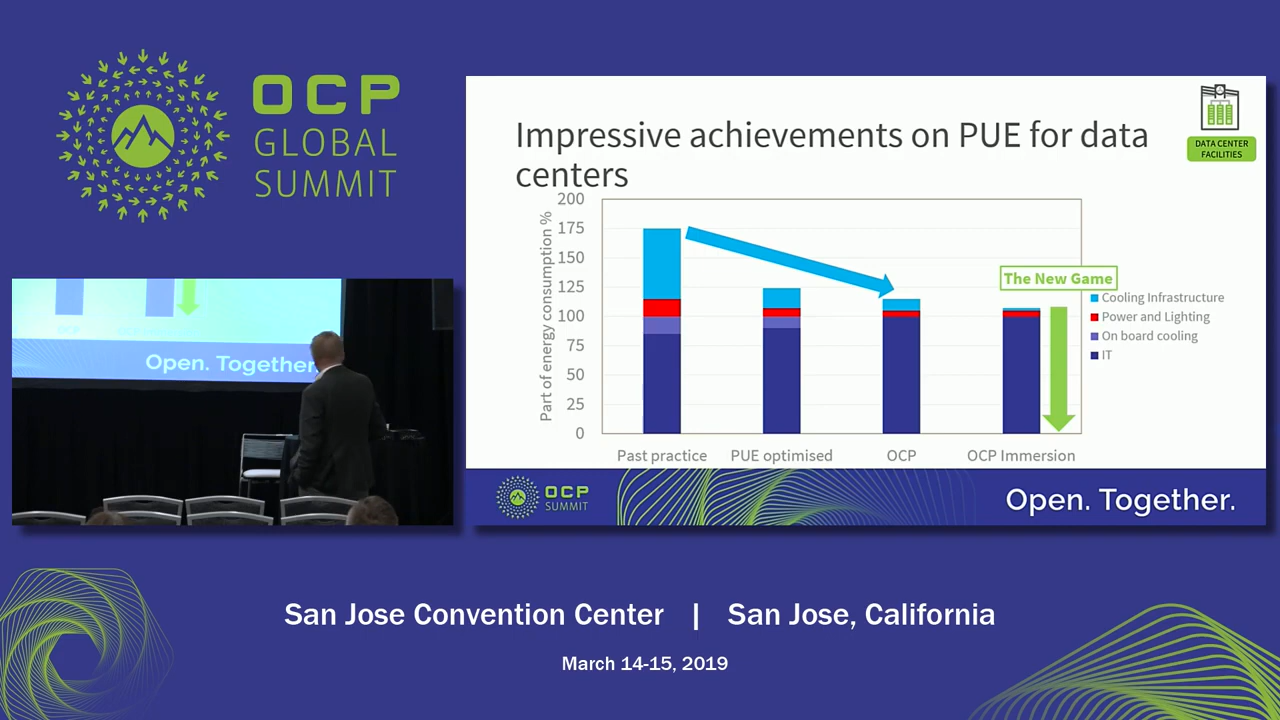 OCP
GLOBAL
SUMMIT
Impressive achievements on PUE for data
centers
DATA CENTER
FACILITIES
Part of energy consumption %
200
175
150
125
100
75
50
25
0
The New Game
Cooling Infrastructure
Power and Lighting
On board cooling
IT
Past practice
PUE optimised
OCP
OCP Immersion
OCP
SUMMIT
Open. Together.
Open. Together.
San Jose Convention Center | San Jose, California
March 14-15, 2019